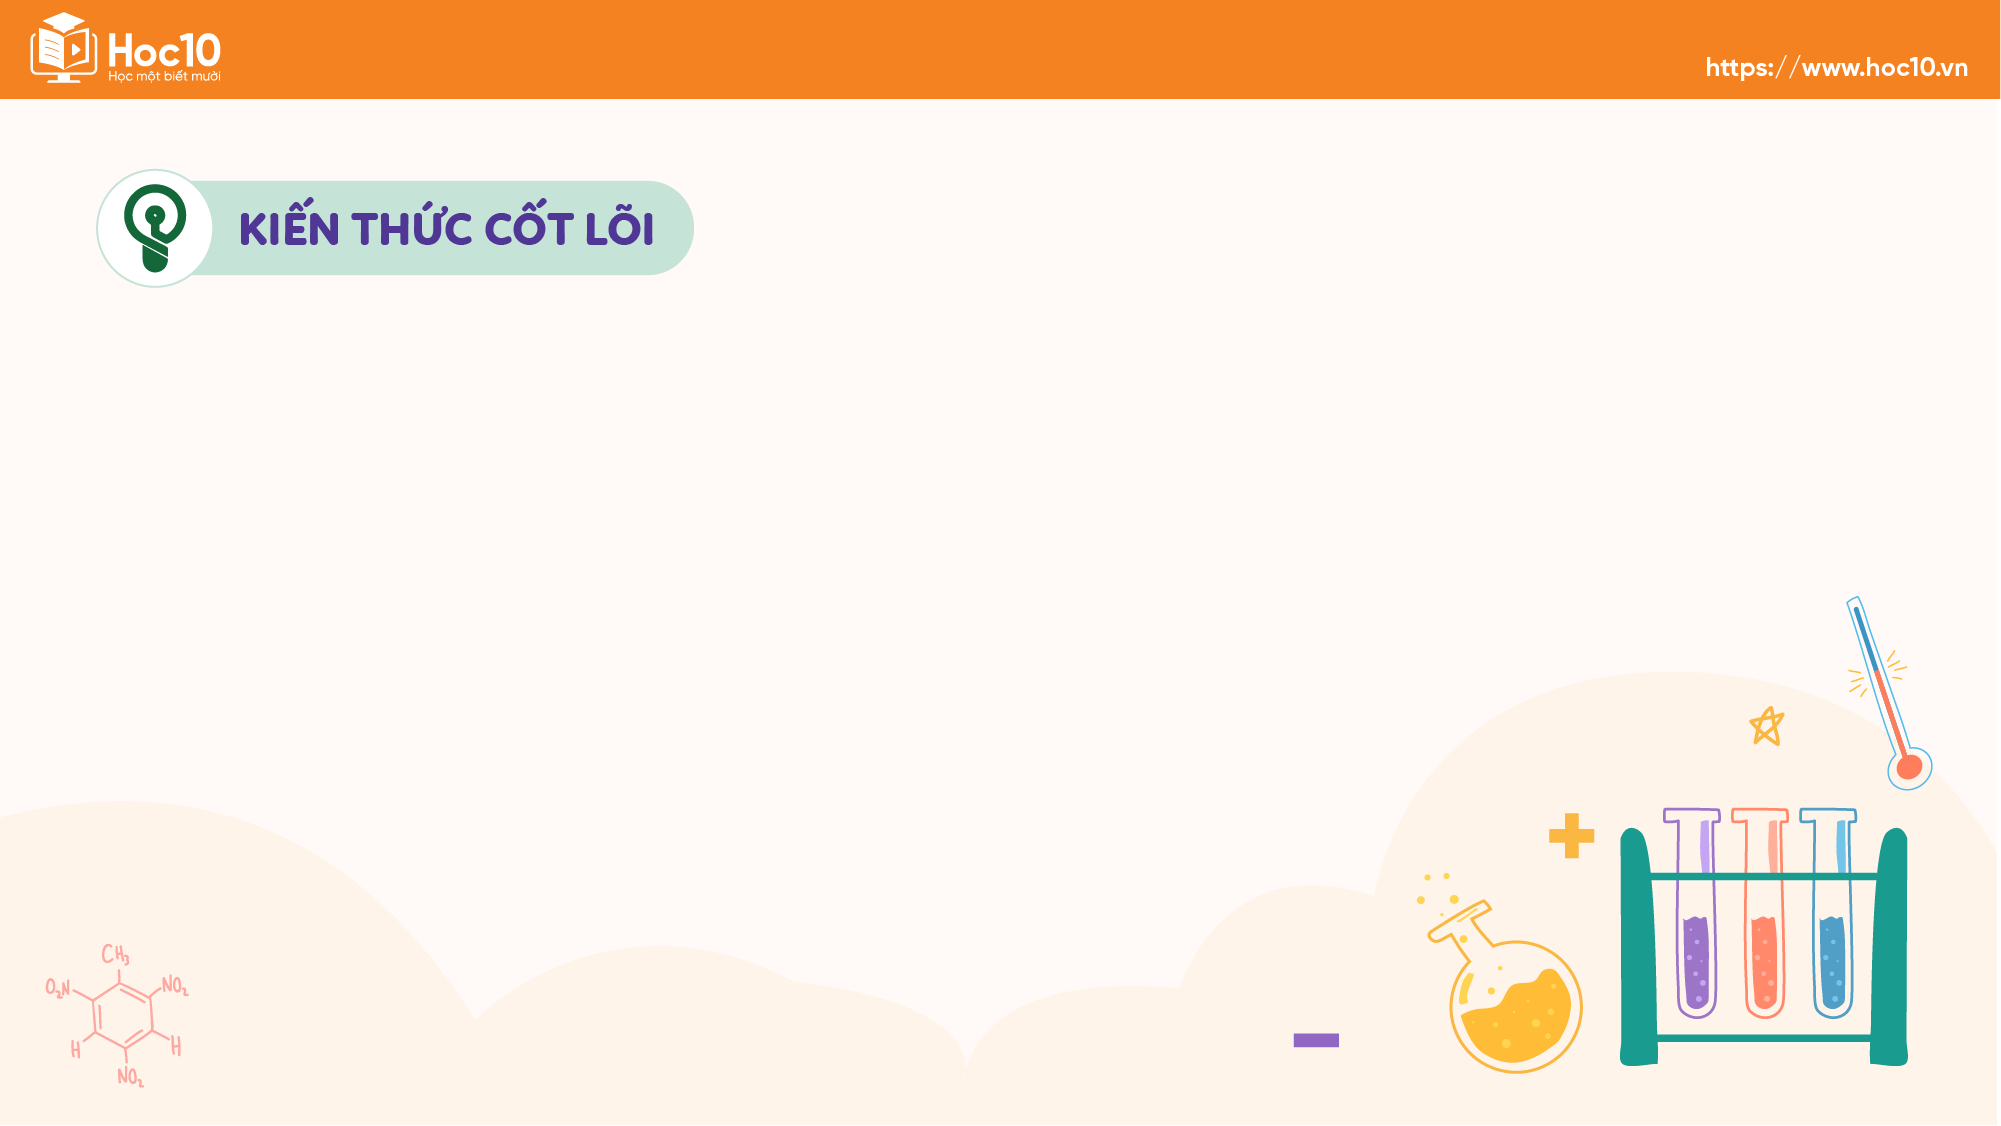 Hoc10
Học một biết mười
https://www.hoc10.vn
KIẾN THỨC CỐT LÕI
CH₃
O₂N
NO₂
H
H
NO₂